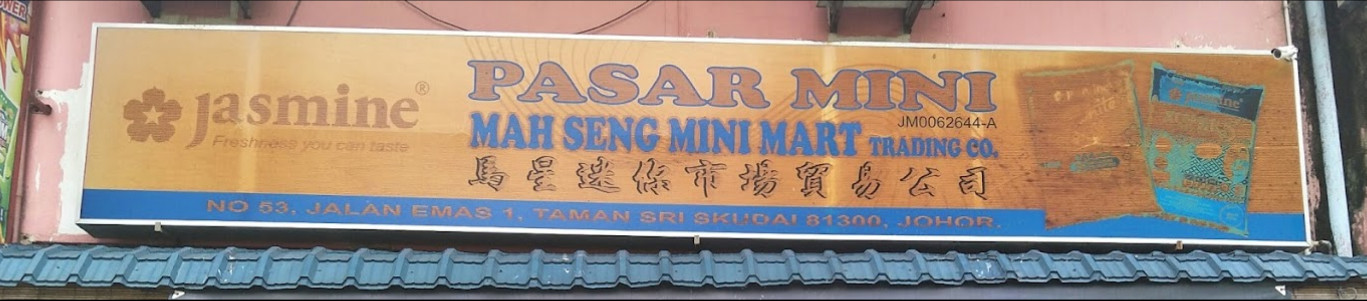 Jasmine®
Freshness you can taste
PASAR MINI
JM0062644-A
MAH SENG MINI MART TRADING CO.
馬星迷你市場貿易公司
NO 53, JALAN EMAS 1, TAMAN SRI SKUDAI 81300, JOHOR.
Jasmine